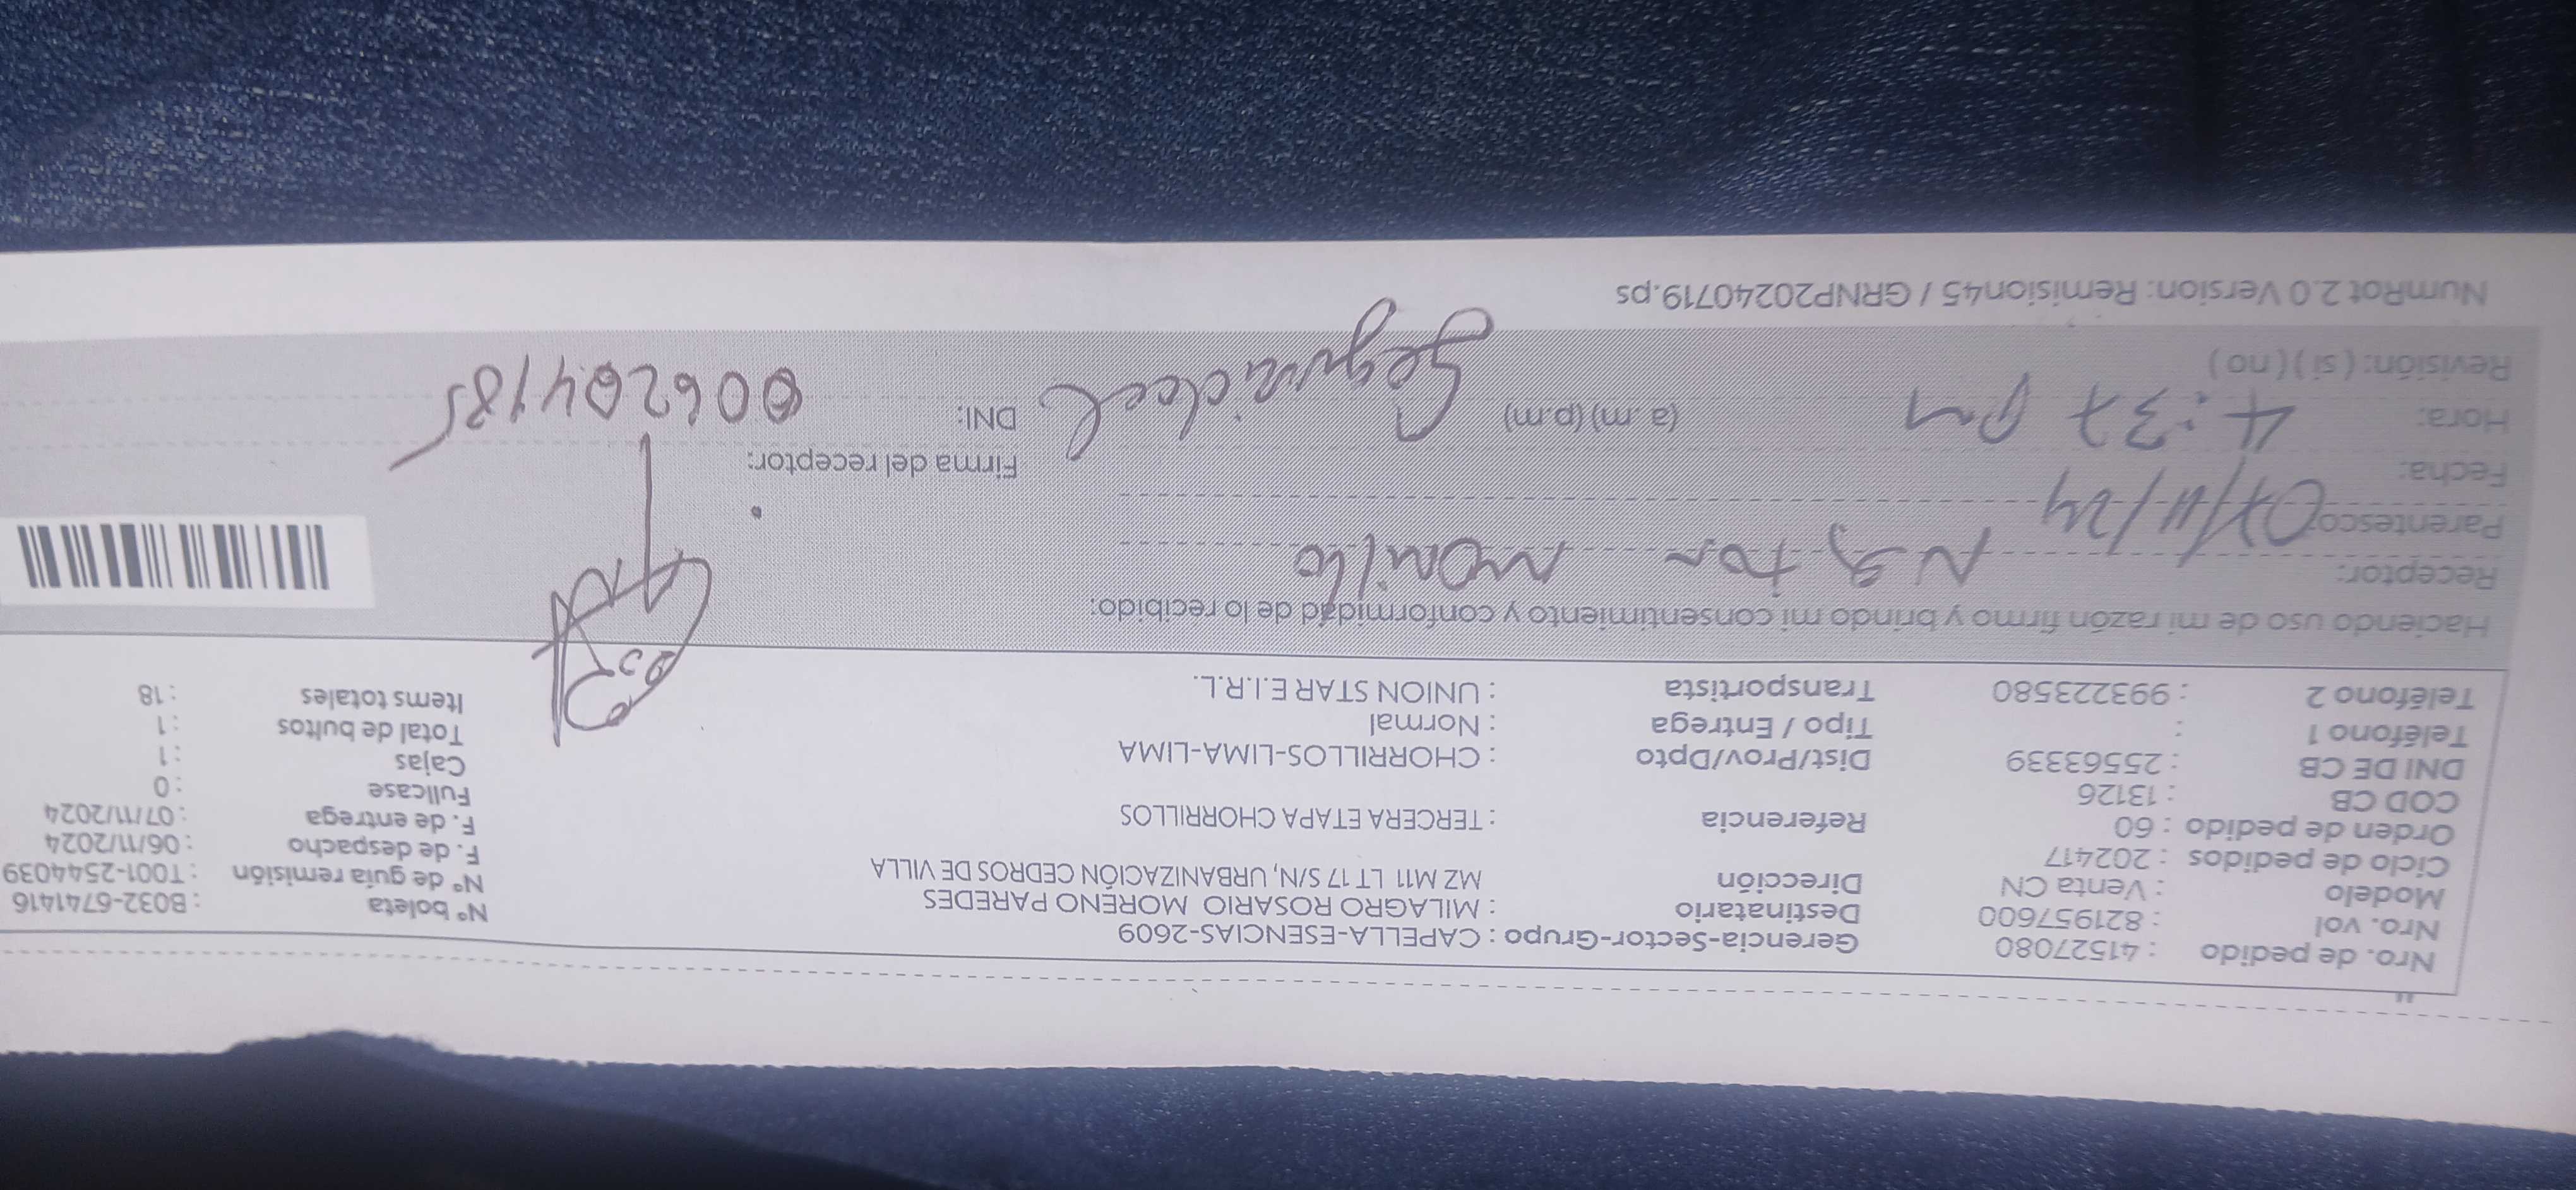 Nro. de pedido : 41527080 Gerencia-Sector-Grupo : CAPELLA-ESENCIAS-2609
Nro. vol : 821957600 Destinatario : MILAGRO ROSARIO MORENO PAREDES Nº boleta : B032-6741416
Modelo : Venta CN Dirección MZ M11 LT 17 S/N, URBANIZACIÓN CEDROS DE VILLA Nº de guía remisión : T001-2544039
Ciclo de pedidos : 202417 F. de despacho : 06/11/2024
Orden de pedido : 60 Referencia : TERCERA ETAPA CHORRILLOS F. de entrega : 07/11/2024
COD CB : 13126 Fullcase : 0
DNI DE CB : 25563339 Dist/Prov/Dpto : CHORRILLOS-LIMA-LIMA Cajas : 1
Teléfono 1 : Tipo / Entrega : Normal Total de bultos : 1
Teléfono 2 : 993223580 Transportista : UNION STAR E.I.R.L. Items totales : 18
Haciendo uso de mi razón firmo y brindo mi consentimiento y conformidad de lo recibido:
Receptor: Nestor
Parentesco:
Fecha: 07/11/24 Firma del receptor:
Hora: 4:37 pm (a.m) (p.m) Seguridad DNI: 006204185
Revisión: ( si ) ( no )
NumRot 2.0 Version: Remision45 / GRNP20240719.ps